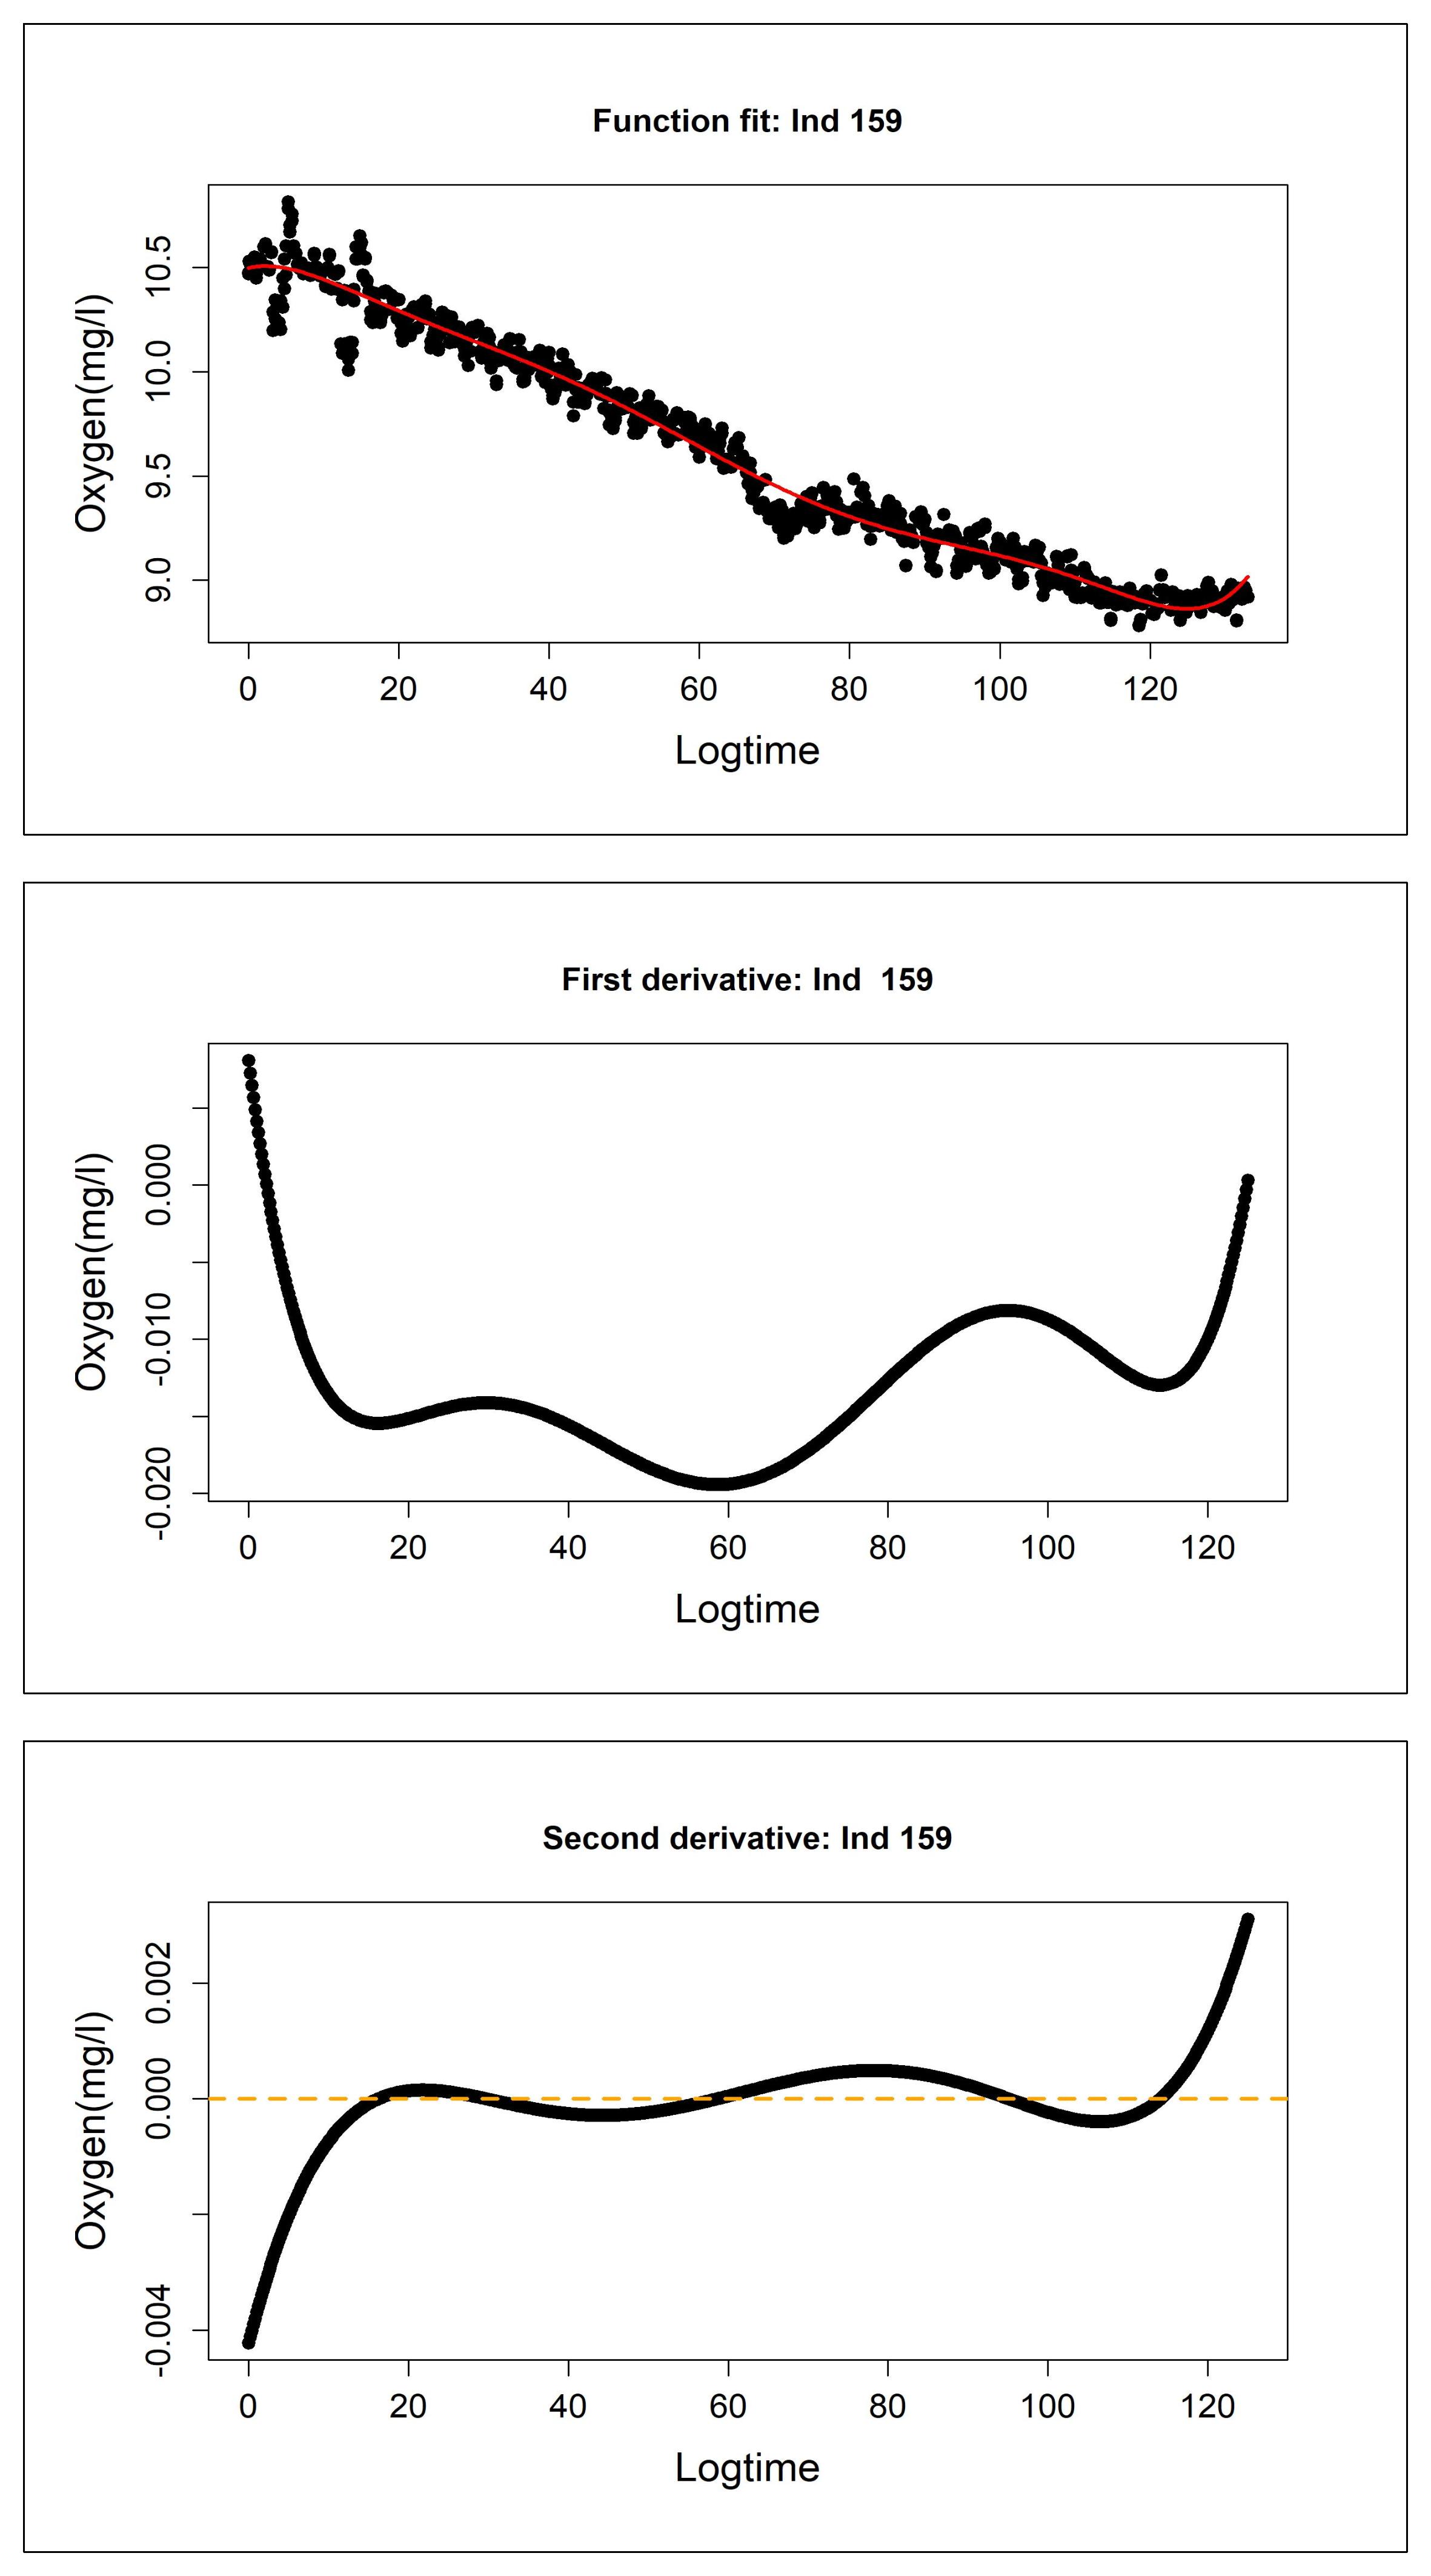 Function fit: Ind 159
Oxygen(mg/l)
10.5
10.0
9.5
9.0
0 20 40 60 80 100 120
Logtime
First derivative: Ind  159
Oxygen(mg/l)
0.000
-0.010
-0.020
0 20 40 60 80 100 120
Logtime
Second derivative: Ind 159
Oxygen(mg/l)
0.002
0.000
-0.004
0 20 40 60 80 100 120
Logtime